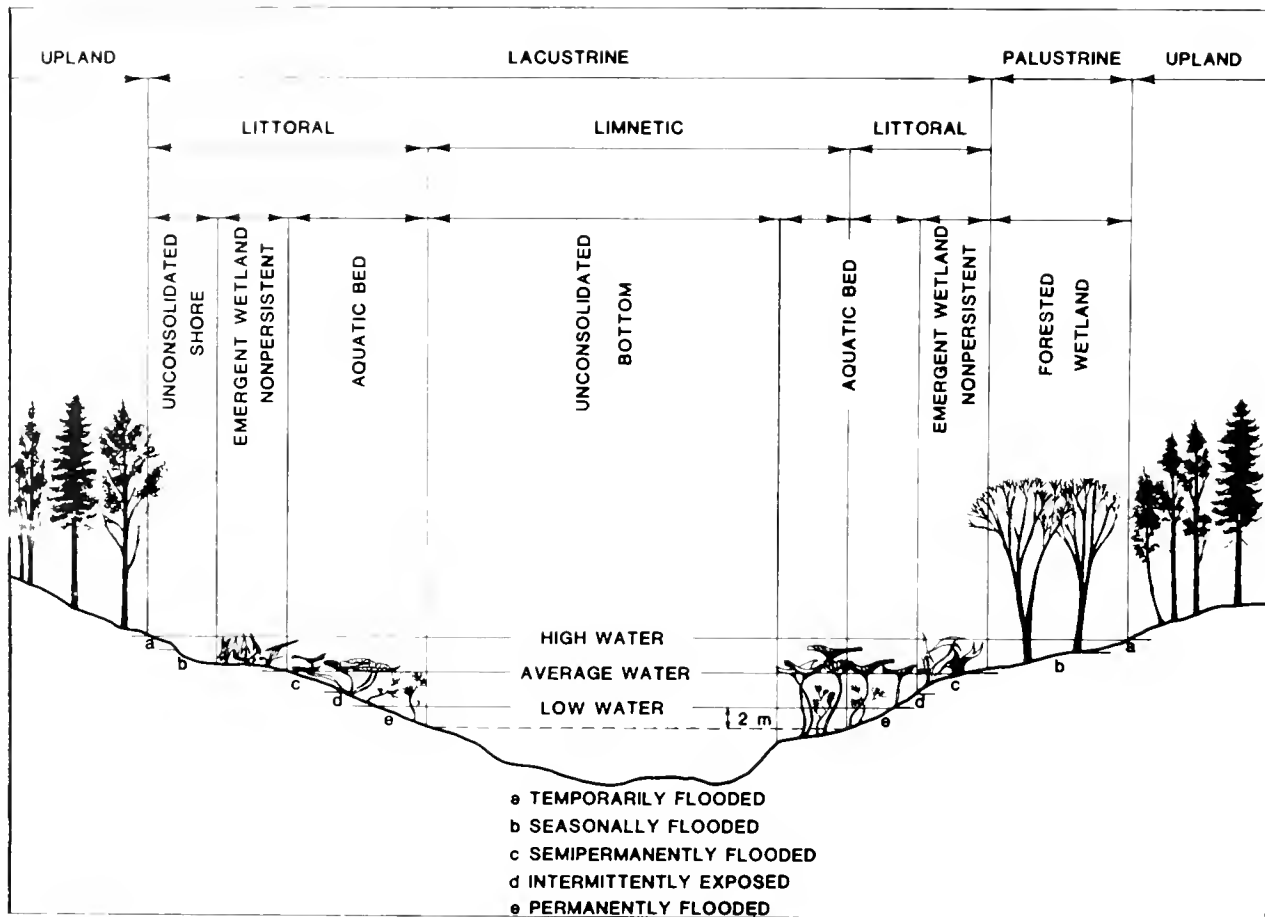 UPLAND
LACUSTRINE
PALUSTRINE
UPLAND
LITTORAL
LIMNETIC
LITTORAL
UNCONSOLIDATED
SHORE
EMERGENT WETLAND
NONPERSISTENT
AQUATIC BED
UNCONSOLIDATED
BOTTOM
AQUATIC BED
EMERGENT WETLAND
NONPERSISTENT
FORESTED
WETLAND
a
b
c
d
e
HIGH WATER
AVERAGE WATER
LOW WATER
2 m
e
d
c
b
a
a TEMPORARILY FLOODED
b SEASONALLY FLOODED
c SEMIPERMANENTLY FLOODED
d INTERMITTENTLY EXPOSED
e PERMANENTLY FLOODED